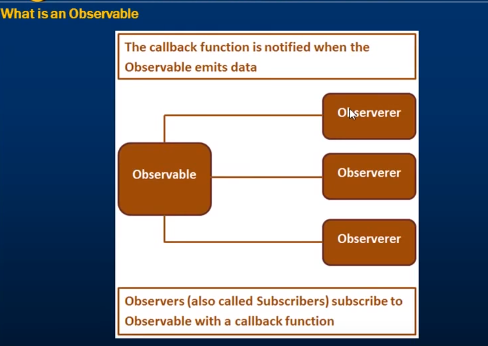 What is an Observable
The callback function is notified when the
Observable emits data
Observerer
Observable
Observerer
Observerer
Observers (also called Subscribers) subscribe to
Observable with a callback function